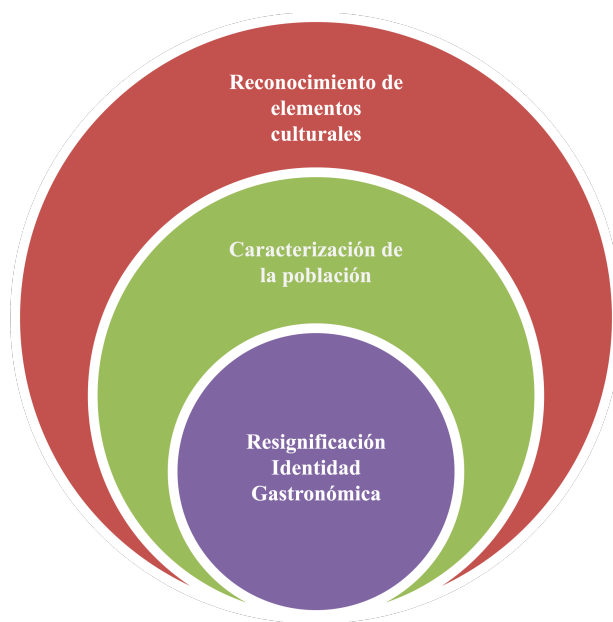 Reconocimiento de
elementos
culturales
Caracterización de
la población
Resignificación
Identidad
Gastronómica